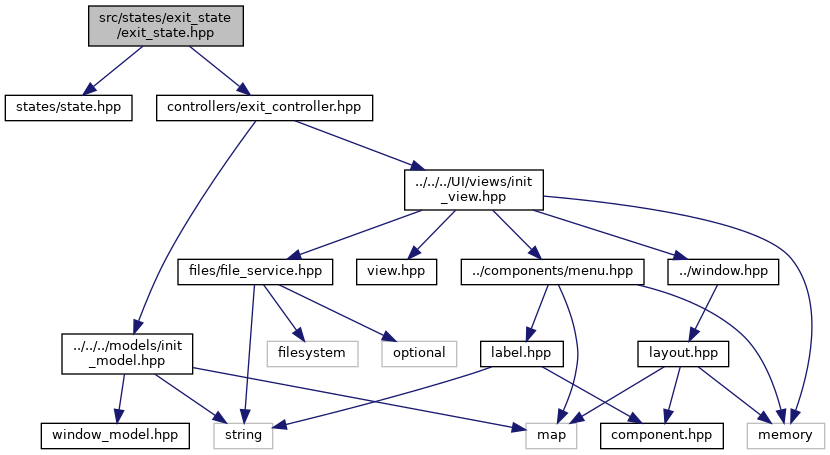 src/states/exit_state
/exit_state.hpp
states/state.hpp
controllers/exit_controller.hpp
../../../UI/views/init
_view.hpp
files/file_service.hpp
view.hpp
../components/menu.hpp
../window.hpp
../../../models/init
_model.hpp
filesystem
optional
label.hpp
layout.hpp
window_model.hpp
string
map
component.hpp
memory